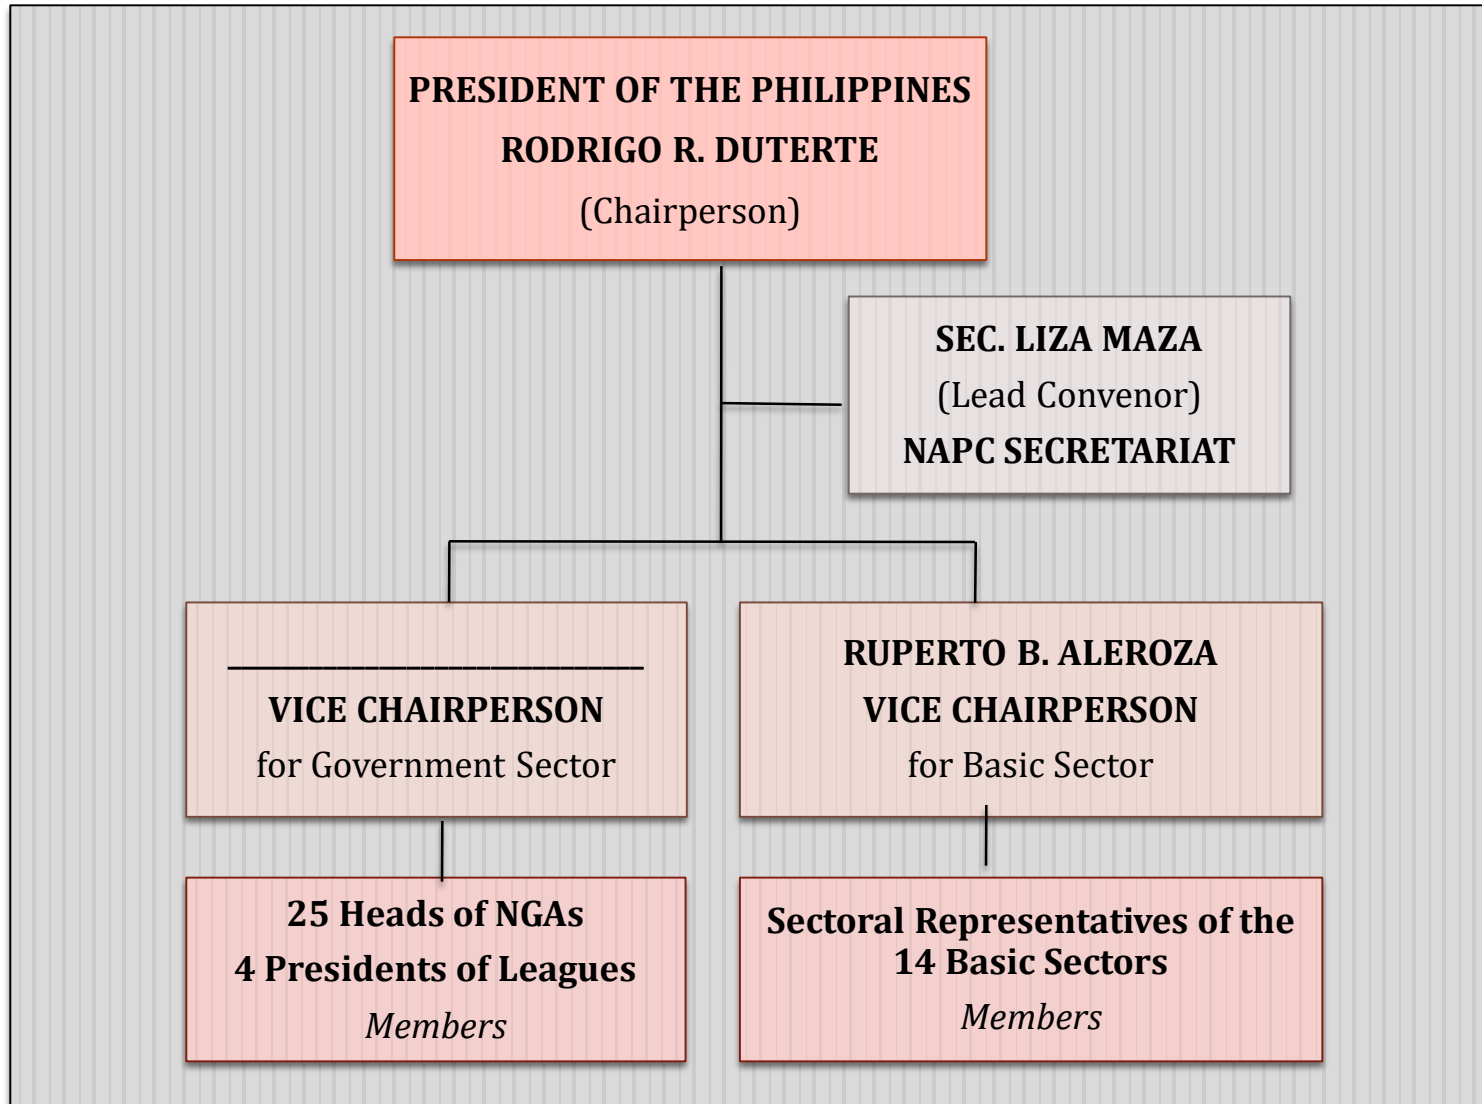 PRESIDENT OF THE PHILIPPINES
RODRIGO R. DUTERTE
(Chairperson)
SEC. LIZA MAZA
(Lead Convenor)
NAPC SECRETARIAT
______________________________
VICE CHAIRPERSON
for Government Sector
RUPERTO B. ALEROZA
VICE CHAIRPERSON
for Basic Sector
25 Heads of NGAs
4 Presidents of Leagues
Members
Sectoral Representatives of the
14 Basic Sectors
Members